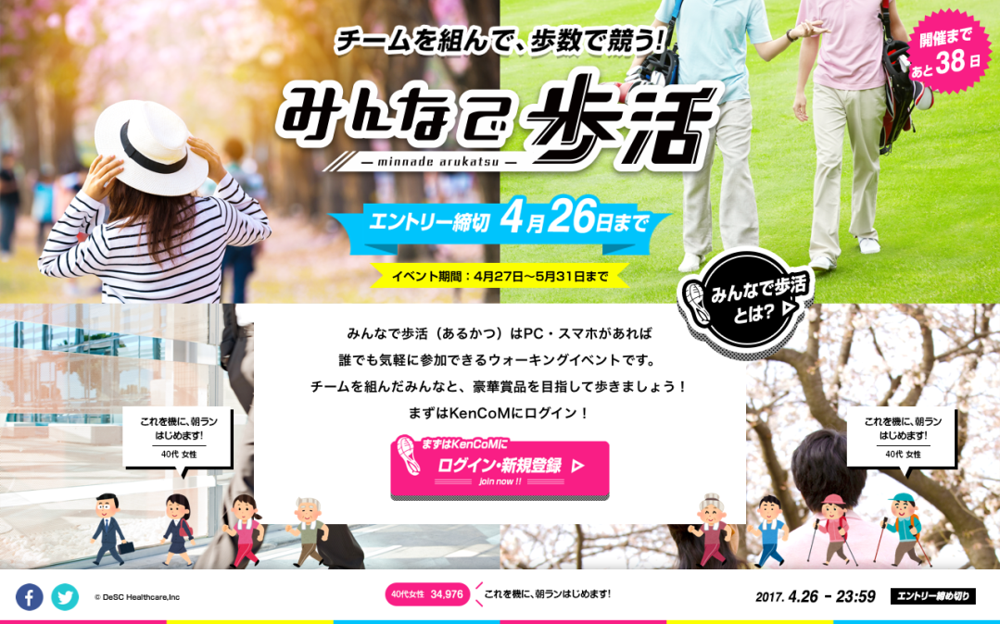 チームを組んで、歩数で競う!
開催まで
あと38日
みんなで歩活
minnade arukatsu
エントリー締切 4月26日まで
イベント期間：4月27日〜5月31日まで
みんなで歩活
とは?
みんなで歩活（あるかつ）はPC・スマホがあれば
誰でも気軽に参加できるウォーキングイベントです。
チームを組んだみんなと、豪華賞品を目指して歩きましょう！
まずはKenCoMにログイン！
まずはKenCoMに
ログイン・新規登録
join now !!
これを機に、朝ラン
はじめます!
40代 女性
これを機に、朝ラン
はじめます!
40代 女性
© DeSC Healthcare,Inc
40代女性 34,976
これを機に、朝ランはじめます!
2017. 4.26 - 23:59
エントリー締め切り